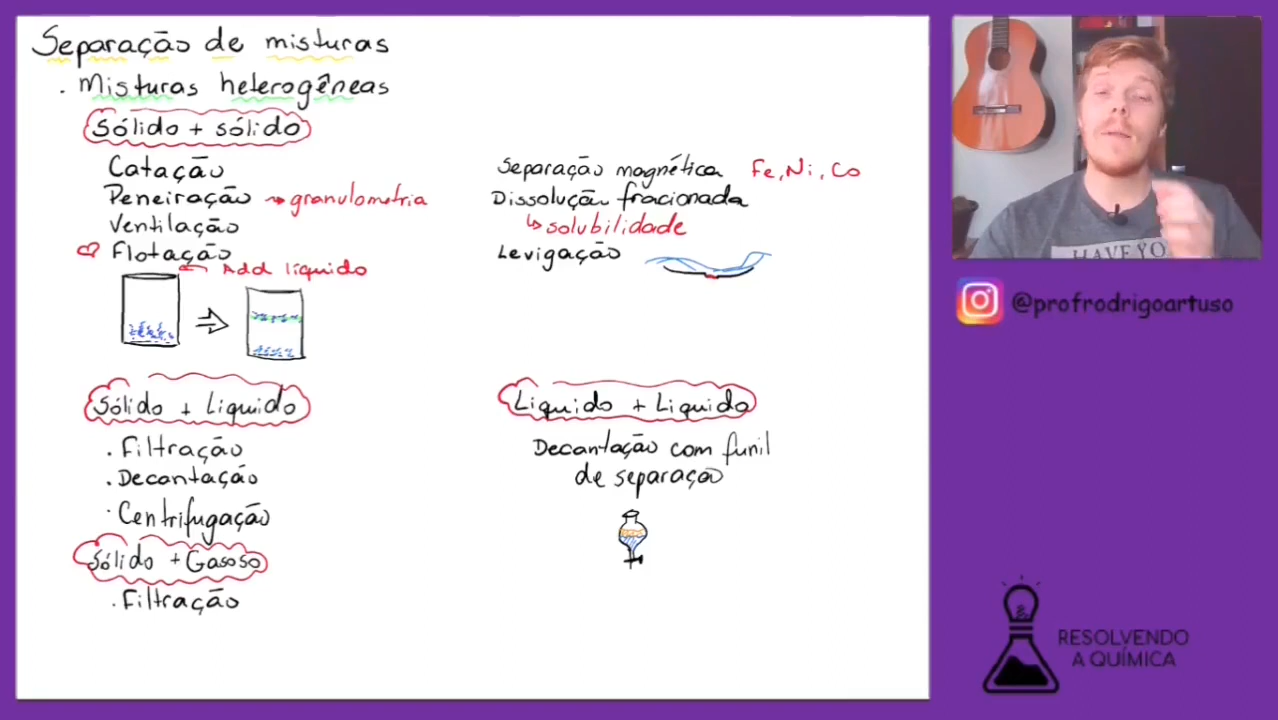 Separação de misturas
. Misturas heterogêneas
Sólido + sólido
Catação
Peneiração → granulometria
Ventilação
Flotação
Add líquido
Separação magnética Fe, Ni, Co
Dissolução fracionada
↳ solubilidade
Levigação
Sólido + Líquido
. Filtração
. Decantação
. Centrifugação
Sólido + Gasoso
. Filtração
Líquido + Líquido
Decantação com funil
de separação
HAVE YO
@profrodrigoartuso
RESOLVENDO
A QUÍMICA